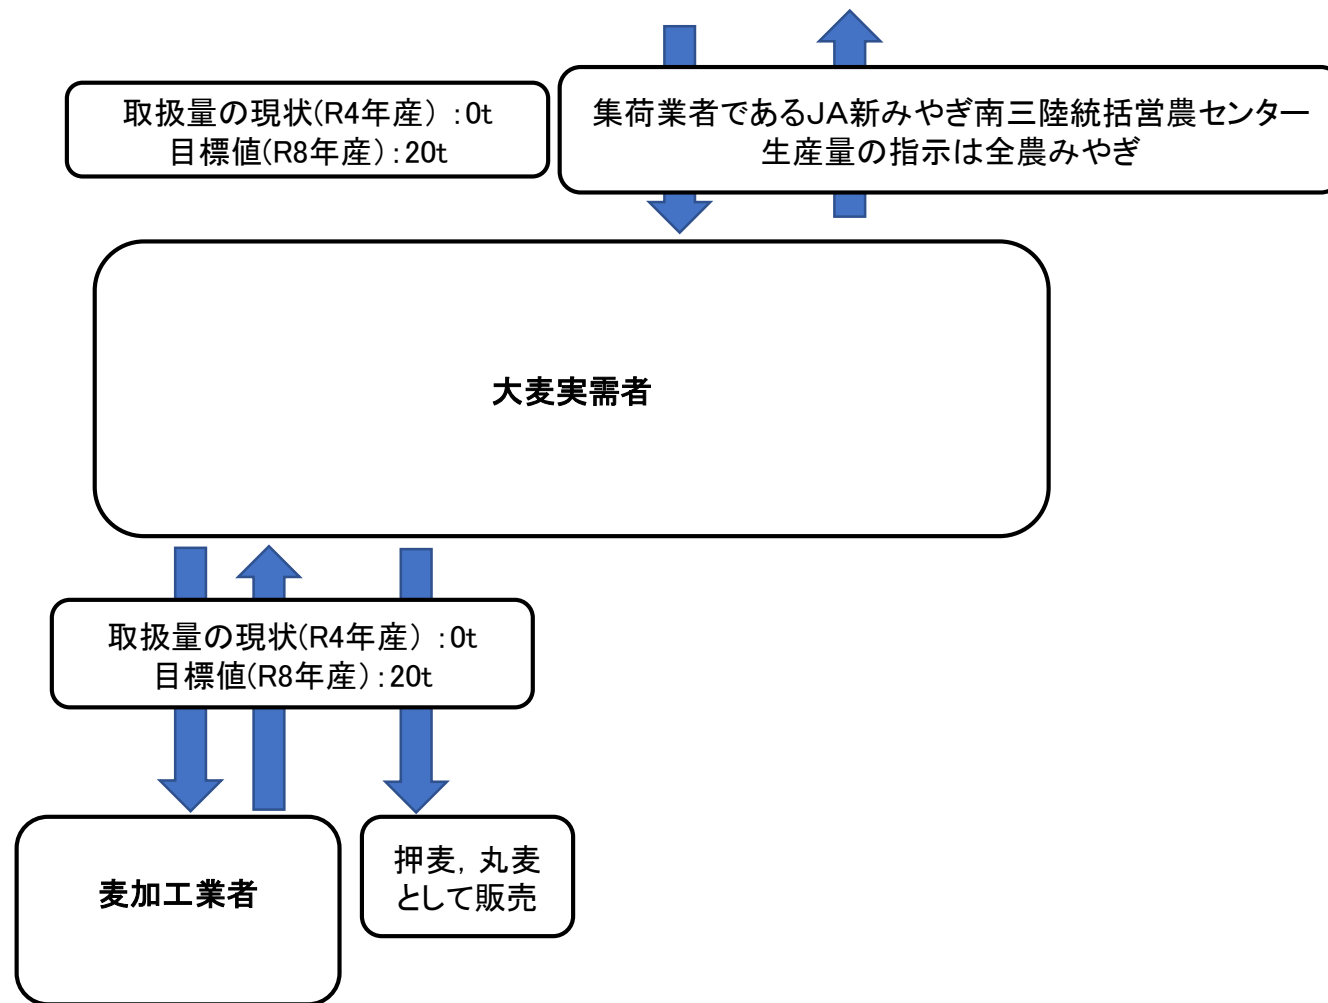 取扱量の現状(R4年産）:0t
目標値(R8年産）:20t
集荷業者であるJA新みやぎ南三陸統括営農センター
生産量の指示は全農みやぎ
大麦実需者
取扱量の現状(R4年産）:0t
目標値(R8年産）:20t
麦加工業者
押麦，丸麦
として販売